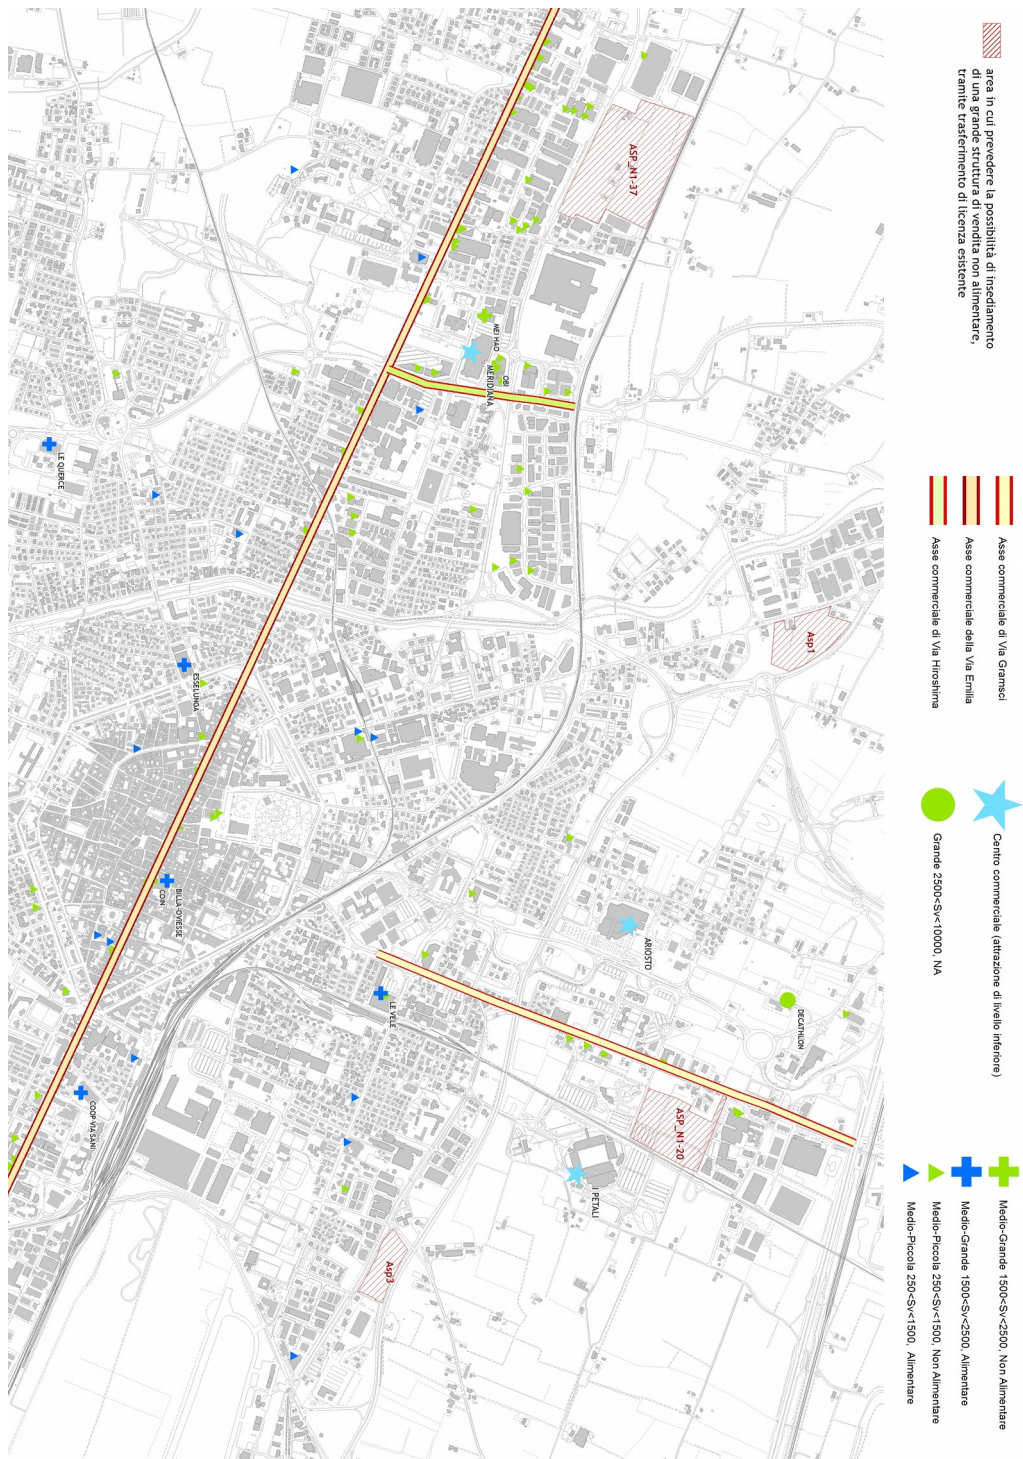 area in cui prevedere la possibilità di insediamento
di una grande struttura di vendita non alimentare,
tramite trasferimento di licenza esistente
Asse commerciale di Via Gramsci
Asse commerciale della Via Emilia
Asse commerciale di Via Hiroshima
Centro commerciale (attrazione di livello inferiore)
Grande 2500<Sv<10000, NA
Medio-Grande 1500<Sv<2500, Non Alimentare
Medio-Grande 1500<Sv<2500, Alimentare
Medio-Piccola 250<Sv<1500, Non Alimentare
Medio-Piccola 250<Sv<1500, Alimentare
ASP_N1-37
MEI HAO
OBI
MERIDIANA
LE QUERCE
Asp1
ESSELUNGA
BILLA-OVIESSE
COIN
ARIOSTO
DECATHLON
LE VELE
COOP VIA SANI
ASP_N1-20
I PETALI
Asp3